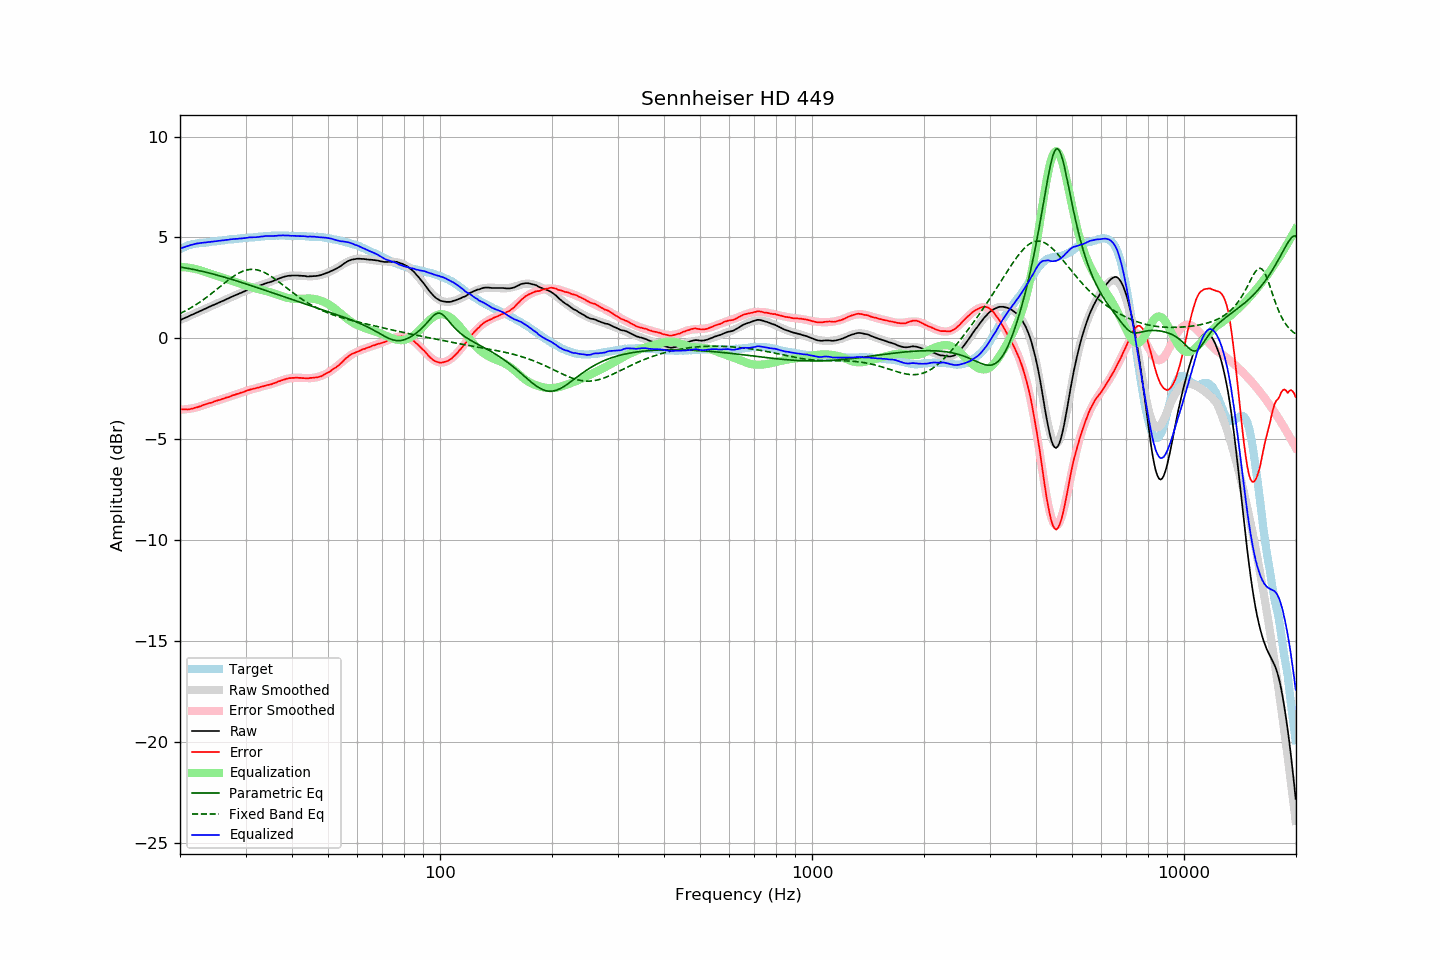 Sennheiser HD 449
10
5
0
−5
−10
−15
−20
−25
Amplitude (dBr)
Target
Raw Smoothed
Error Smoothed
Raw
Error
Equalization
Parametric Eq
Fixed Band Eq
Equalized
100
1000
10000
Frequency (Hz)